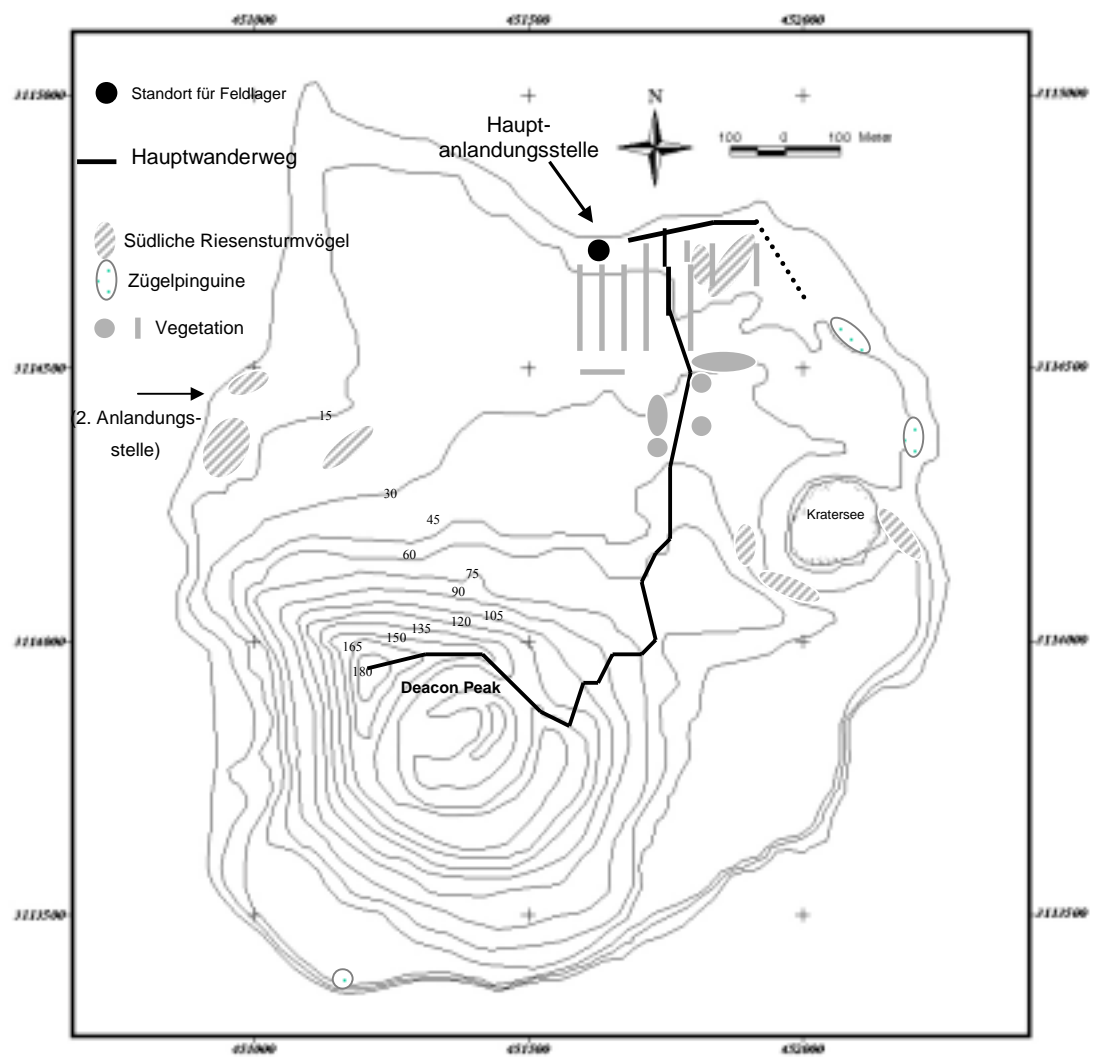 451000 451500 452000
3115000 3115000
Standort für Feldlager
N
100 0 100 Meter
Haupt-
anlandungsstelle
Hauptwanderweg
Südliche Riesensturmvögel
Zügelpinguine
Vegetation
3114500 3114500
(2. Anlandungs-
stelle)
15
30
45
60
75
90
105
120
135
150
165
180
Kratersee
3114000 3114000
Deacon Peak
3113500 3113500
451000 451500 452000